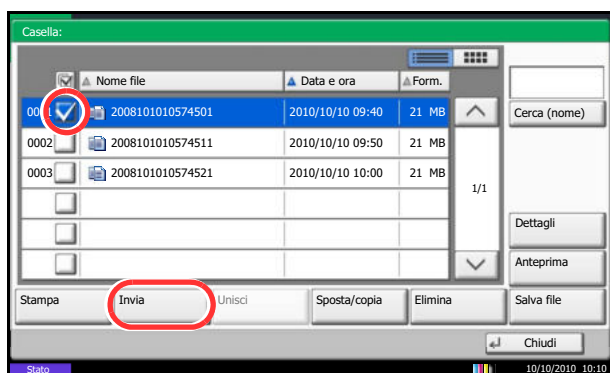 Casella:
Nome file Data e ora Form.
0001 2008101010574501 2010/10/10 09:40 21 MB
Cerca (nome)
0002 2008101010574511 2010/10/10 09:50 21 MB
0003 2008101010574521 2010/10/10 10:00 21 MB
1/1
Dettagli
Anteprima
Stampa Invia Unisci Sposta/copia Elimina Salva file
Chiudi
Stato 10/10/2010 10:10